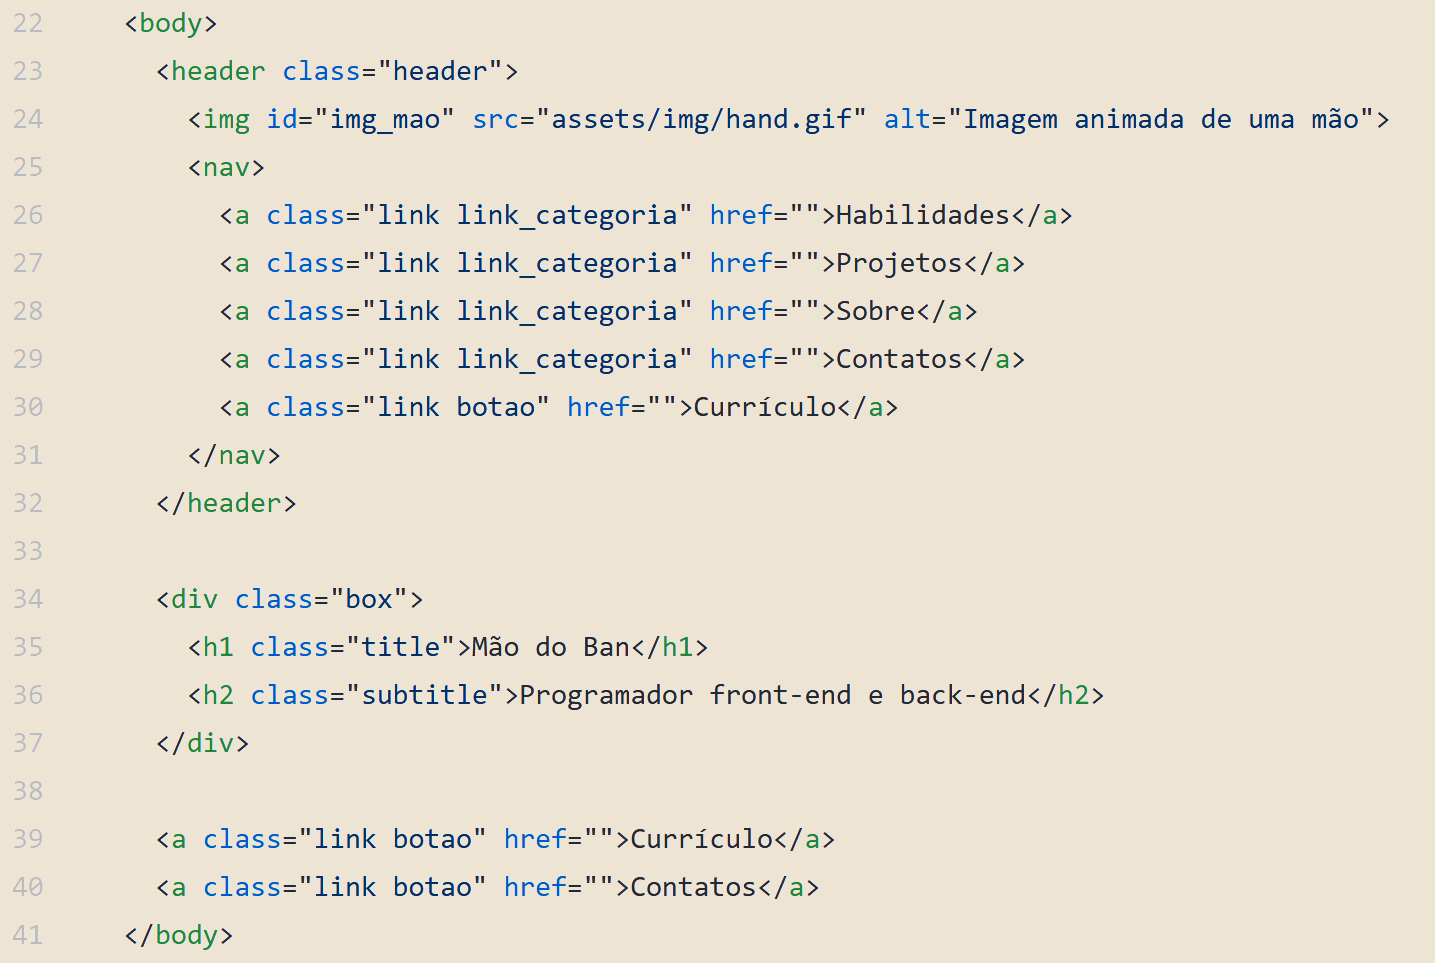 22 <body>
23 <header class="header">
24 <img id="img_mao" src="assets/img/hand.gif" alt="Imagem animada de uma mão">
25 <nav>
26 <a class="link link_categoria" href="">Habilidades</a>
27 <a class="link link_categoria" href="">Projetos</a>
28 <a class="link link_categoria" href="">Sobre</a>
29 <a class="link link_categoria" href="">Contatos</a>
30 <a class="link botao" href="">Currículo</a>
31 </nav>
32 </header>
33
34 <div class="box">
35 <h1 class="title">Mão do Ban</h1>
36 <h2 class="subtitle">Programador front-end e back-end</h2>
37 </div>
38
39 <a class="link botao" href="">Currículo</a>
40 <a class="link botao" href="">Contatos</a>
41 </body>